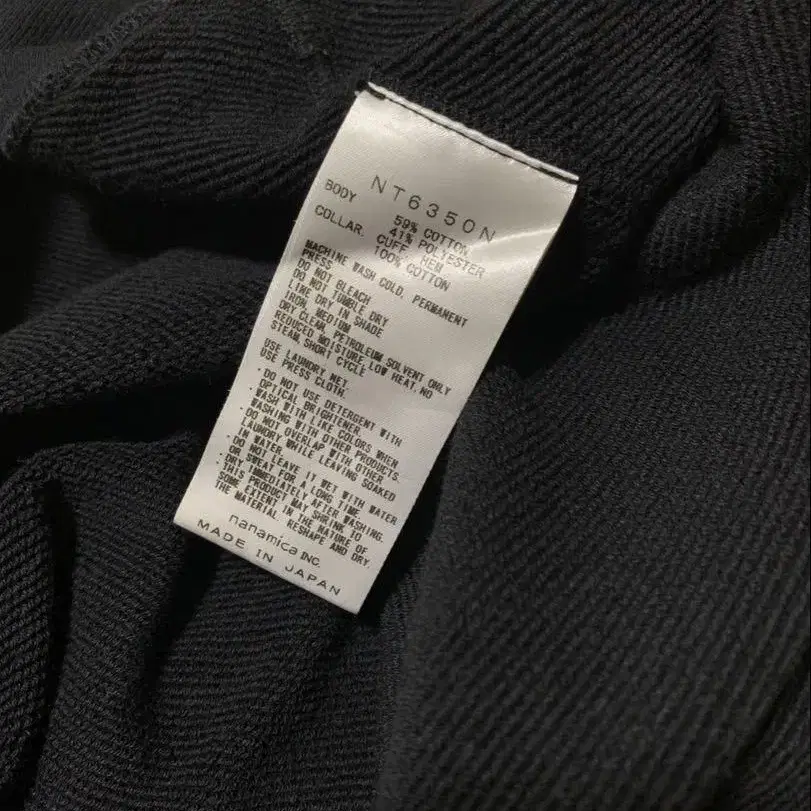 NT6350N
BODY 59% COTTON
41% POLYESTER
COLLAR. CUFF. HEM.
100% COTTON
MACHINE WASH COLD, PERMANENT
PRESS
DO NOT BLEACH
DO NOT TUMBLE DRY
LINE DRY IN SHADE
IRON, MEDIUM
DRY CLEAN, PETROLEUM SOLVENT ONLY
REDUCED MOISTURE, LOW HEAT, NO
STEAM, SHORT CYCLE
USE LAUNDRY NET.
USE PRESS CLOTH.
・DO NOT USE DETERGENT WITH
OPTICAL BRIGHTENER.
・WASH WITH LIKE COLORS WHEN
WASHING WITH OTHER PRODUCTS.
・DO NOT OVERLAP WITH OTHER
LAUNDRY WHILE LEAVING SOAKED
IN WATER.
・DO NOT LEAVE IT WET WITH WATER
OR SWEAT FOR A LONG TIME.
・DRY IMMEDIATELY AFTER WASHING.
・THIS PRODUCT MAY SHRINK TO
SOME EXTENT IN THE NATURE OF
THE MATERIAL. RESHAPE AND DRY.
nanamica INC.
MADE IN JAPAN